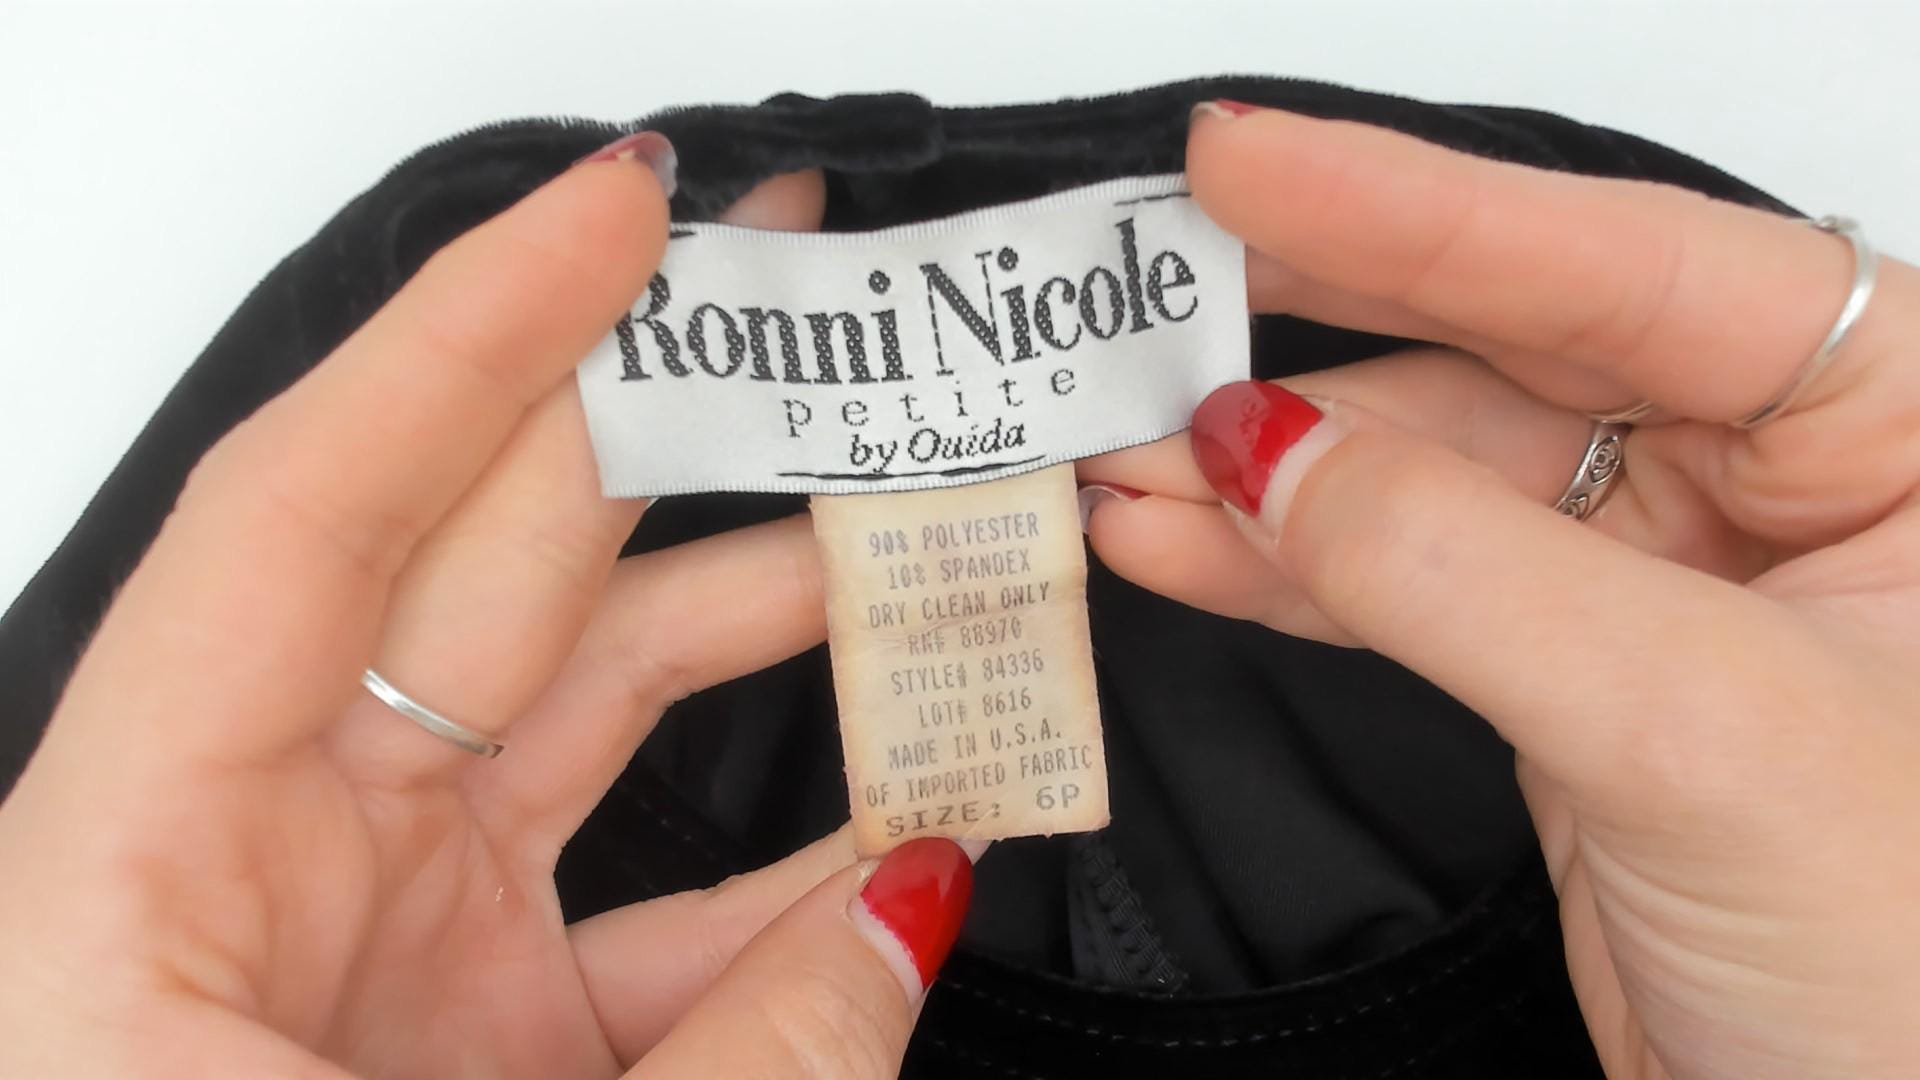 Ronni Nicole
petite
by Ouida
90% POLYESTER
10% SPANDEX
DRY CLEAN ONLY
RN# 88970
STYLE# 84336
LOT# 8616
MADE IN U.S.A.
OF IMPORTED FABRIC
SIZE: 6P